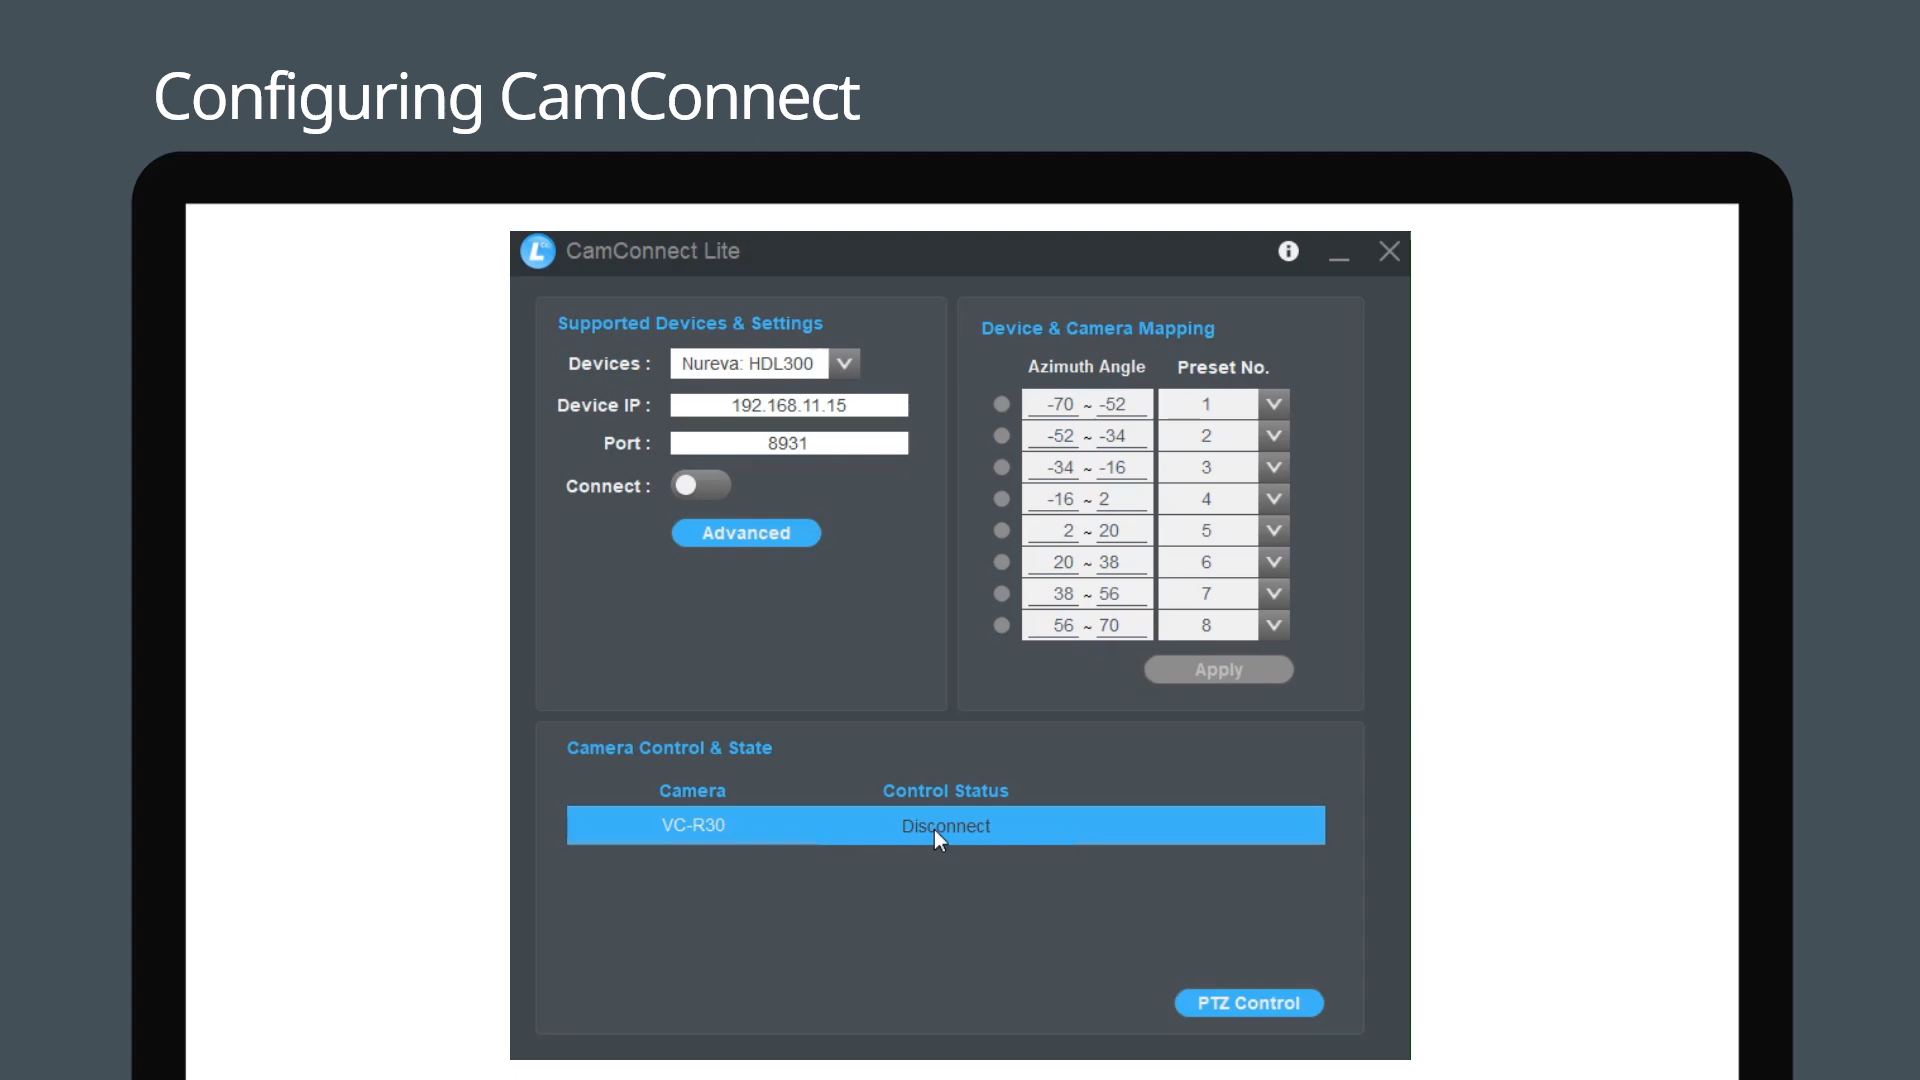 Configuring CamConnect
L CC CamConnect Lite
Supported Devices & Settings
Devices : Nureva: HDL300
Device IP : 192.168.11.15
Port : 8931
Connect :
Advanced
Device & Camera Mapping
Azimuth Angle Preset No.
-70 ~ -52 1
-52 ~ -34 2
-34 ~ -16 3
-16 ~ 2 4
2 ~ 20 5
20 ~ 38 6
38 ~ 56 7
56 ~ 70 8
Apply
Camera Control & State
Camera Control Status
VC-R30 Disconnect
PTZ Control